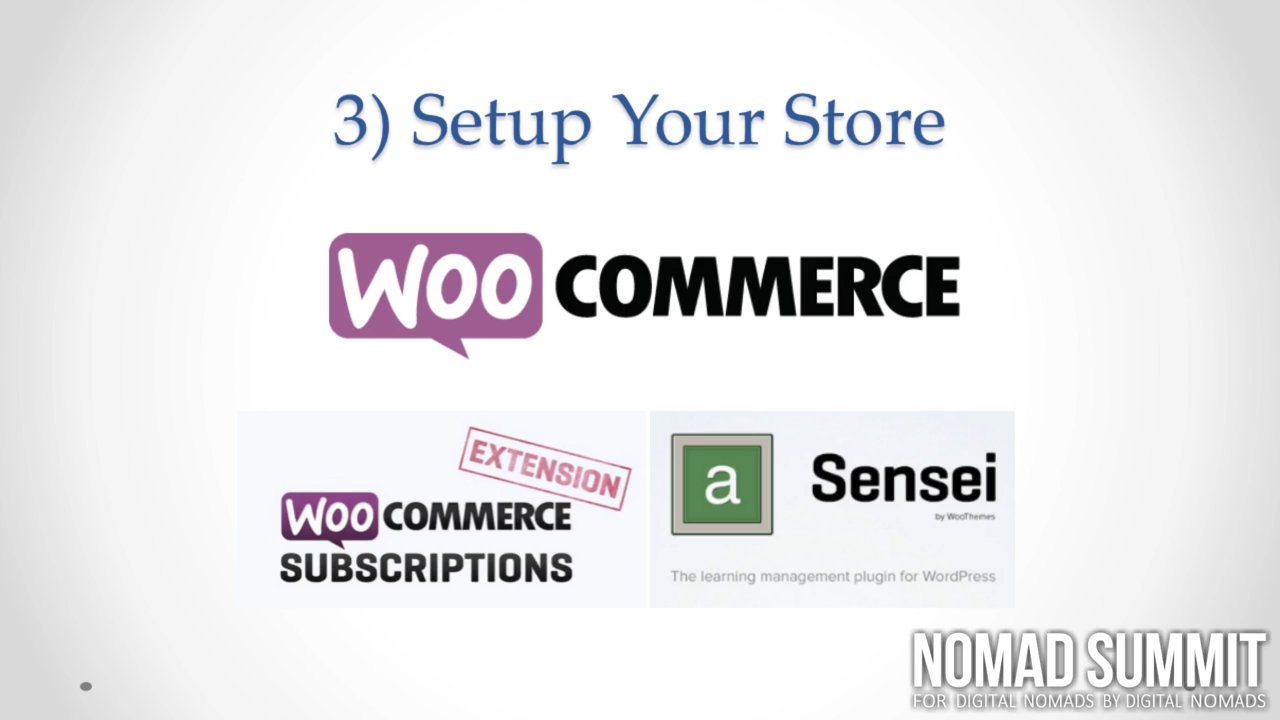 3) Setup Your Store
WOO COMMERCE
EXTENSION
WOO COMMERCE
SUBSCRIPTIONS
a
Sensei
by WooThemes
The learning management plugin for WordPress
NOMAD SUMMIT
FOR DIGITAL NOMADS BY DIGITAL NOMADS